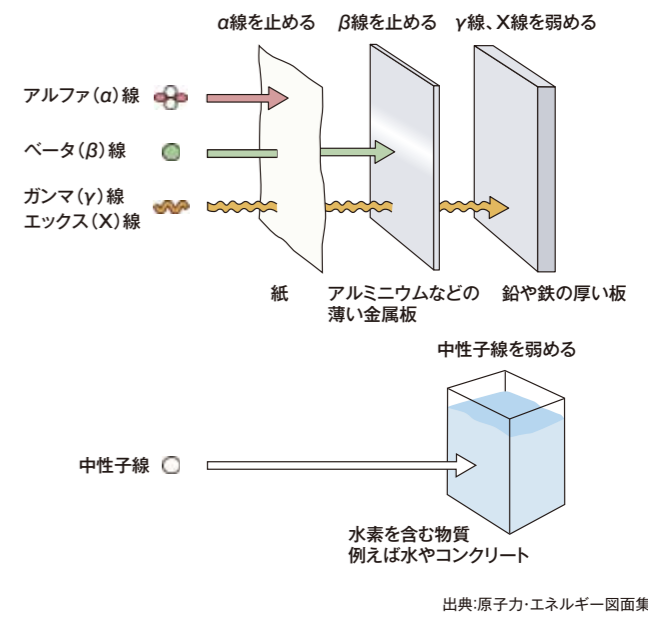 α線を止める
β線を止める
γ線、X線を弱める
アルファ(α)線
ベータ(β)線
ガンマ(γ)線
エックス(X)線
紙
アルミニウムなどの
薄い金属板
鉛や鉄の厚い板
中性子線を弱める
中性子線
水素を含む物質
例えば水やコンクリート
出典:原子力・エネルギー図面集